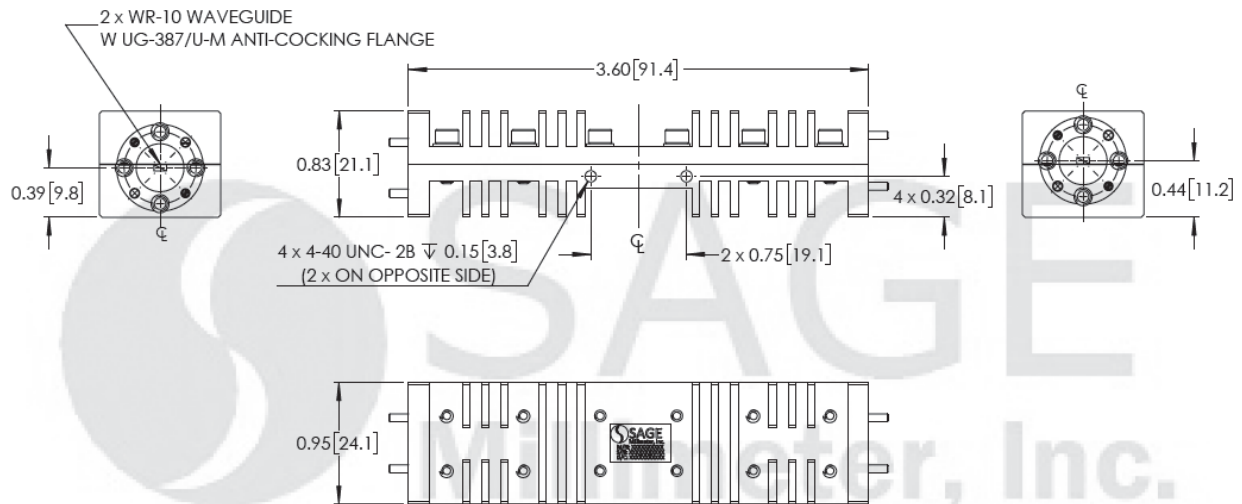 2 x WR-10 WAVEGUIDE
W UG-387/U-M ANTI-COCKING FLANGE
3.60[91.4]
0.83[21.1]
0.39[9.8]
4 x 0.32[8.1]
0.44[11.2]
4 x 4-40 UNC- 2B ↧ 0.15[3.8]
(2 x ON OPPOSITE SIDE)
2 x 0.75[19.1]
SAGE
Millimeter, Inc.
0.95[24.1]
SAGE
Millimeter, Inc.